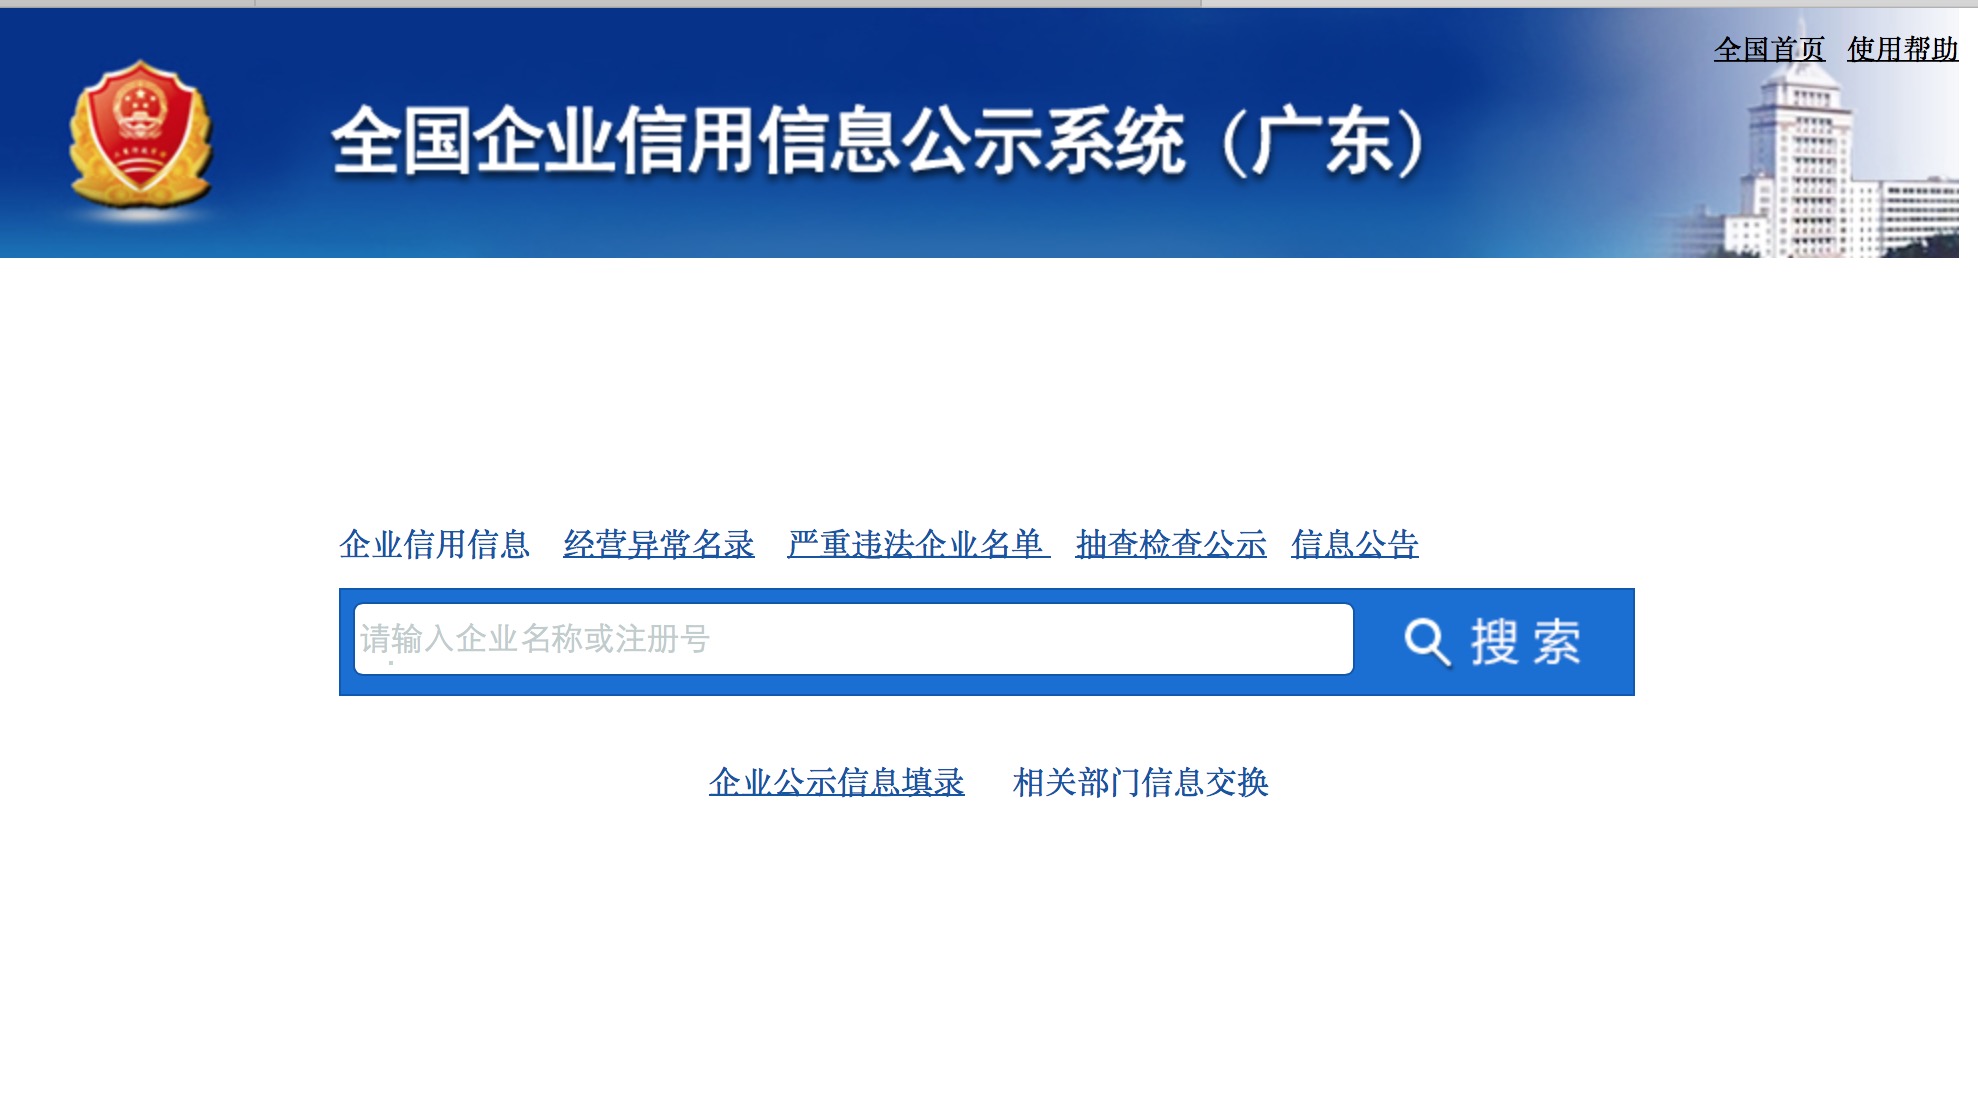 全国首页 使用帮助
全国企业信用信息公示系统（广东）
企业信用信息 经营异常名录 严重违法企业名单 抽查检查公示 信息公告
请输入企业名称或注册号
搜索
企业公示信息填录 相关部门信息交换